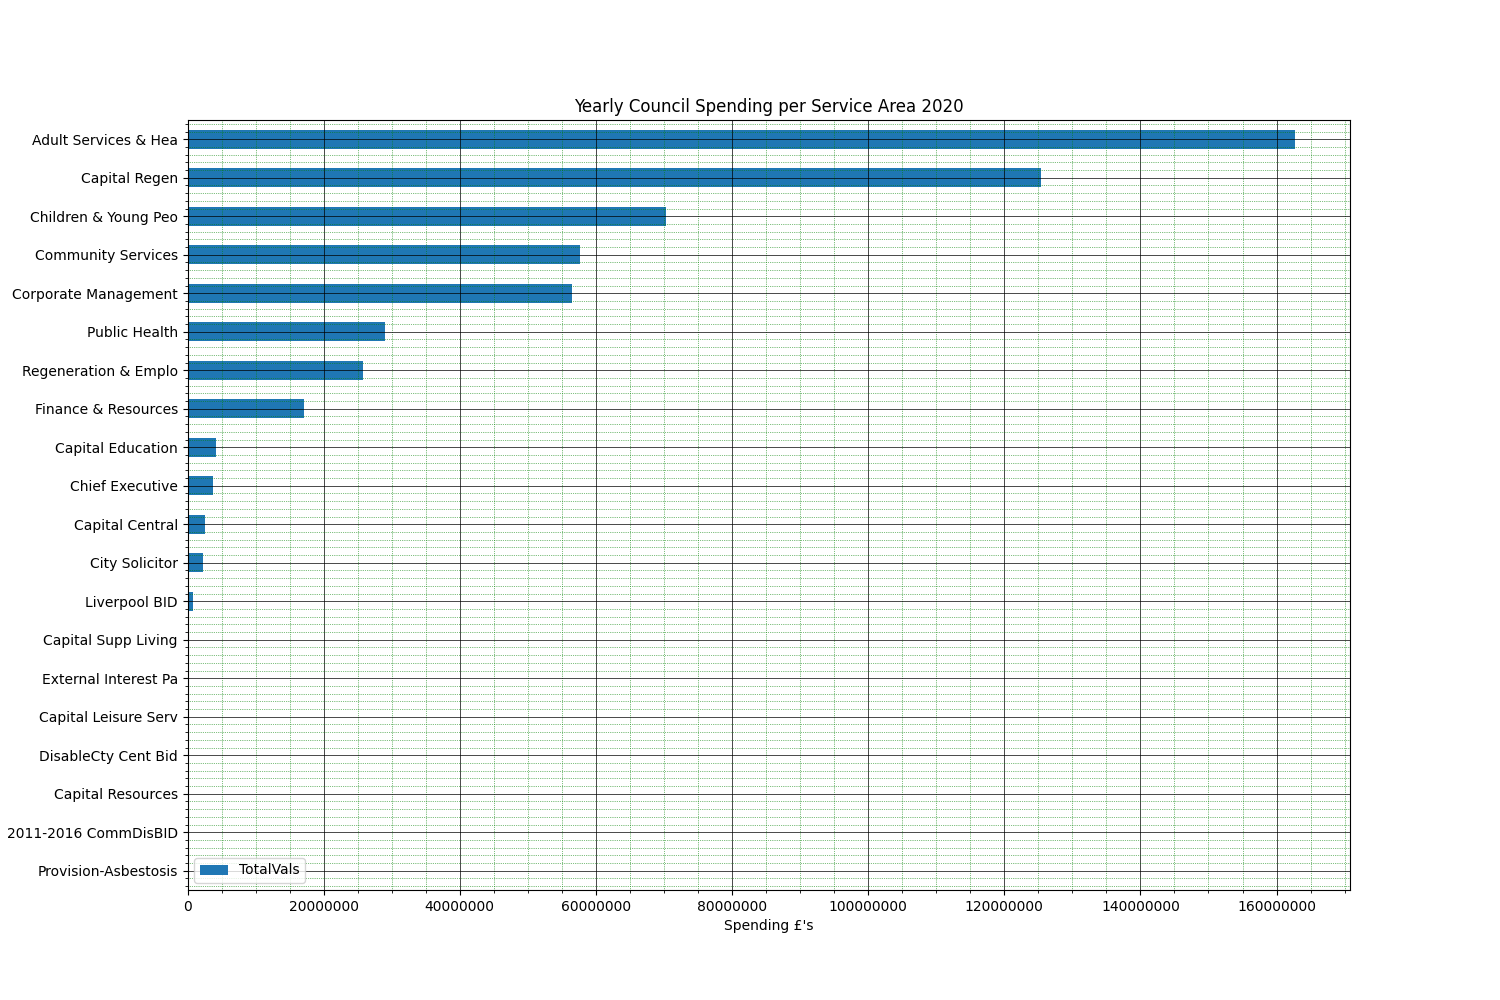 Yearly Council Spending per Service Area 2020
Adult Services & Hea
Capital Regen
Children & Young Peo
Community Services
Corporate Management
Public Health
Regeneration & Emplo
Finance & Resources
Capital Education
Chief Executive
Capital Central
City Solicitor
Liverpool BID
Capital Supp Living
External Interest Pa
Capital Leisure Serv
DisableCty Cent Bid
Capital Resources
2011-2016 CommDisBID
Provision-Asbestosis
TotalVals
0 20000000 40000000 60000000 80000000 100000000 120000000 140000000 160000000
Spending £'s